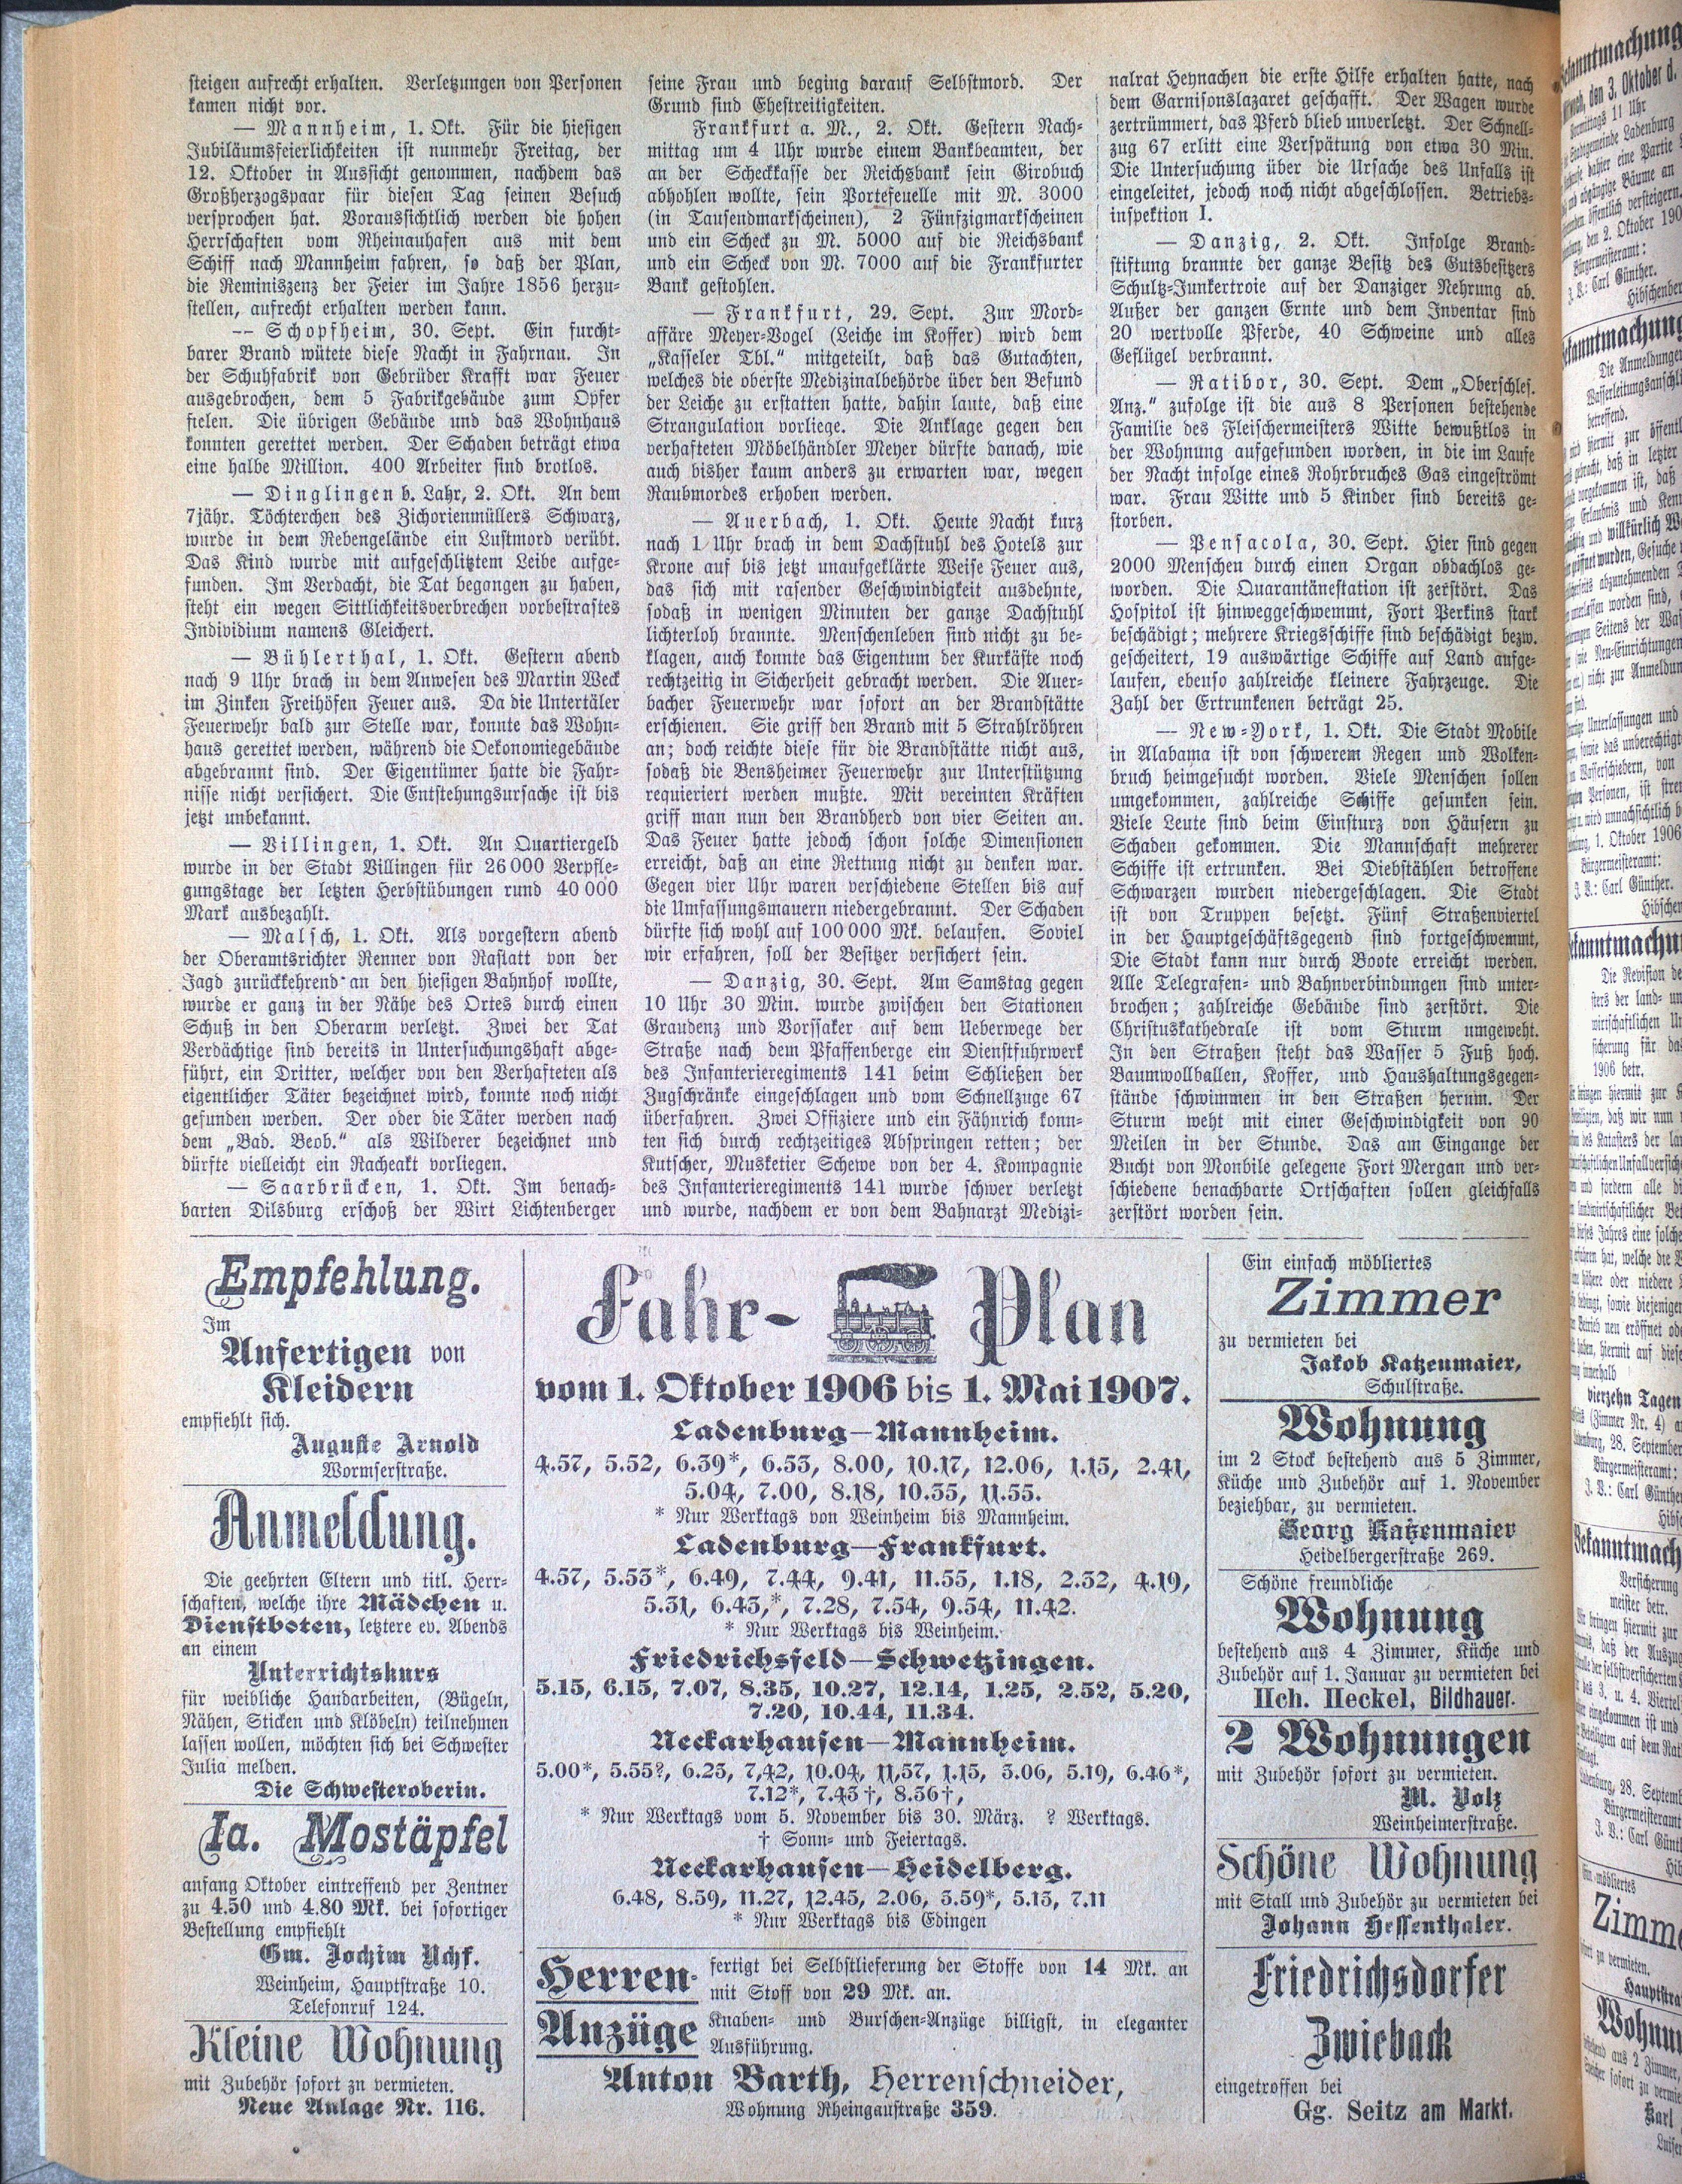 steigen aufrecht erhalten. Verletzungen von Personen
kamen nicht vor.
— Mannheim, 1. Okt. Für die hiesigen
Jubiläumsfeierlichkeiten ist nunmehr Freitag, der
12. Oktober in Aussicht genommen, nachdem das
Großherzogspaar für diesen Tag seinen Besuch
versprochen hat. Voraussichtlich werden die hohen
Herrschaften vom Rheinauhafen aus mit dem
Schiff nach Mannheim fahren, so daß der Plan,
die Reminiszenz der Feier im Jahre 1856 herzu-
stellen, aufrecht erhalten werden kann.
-- Schopfheim, 30. Sept. Ein furcht-
barer Brand wütete diese Nacht in Fahrnau. In
der Schuhfabrik von Gebrüder Krafft war Feuer
ausgebrochen, dem 5 Fabrikgebäude zum Opfer
fielen. Die übrigen Gebäude und das Wohnhaus
konnten gerettet werden. Der Schaden beträgt etwa
eine halbe Million. 400 Arbeiter sind brotlos.
— Dinglingen b. Lahr, 2. Okt. An dem
7jähr. Töchterchen des Zichorienmüllers Schwarz,
wurde in dem Rebengelände ein Lustmord verübt.
Das Kind wurde mit aufgeschlitztem Leibe aufge-
funden. Im Verdacht, die Tat begangen zu haben,
steht ein wegen Sittlichkeitsverbrechen vorbestraftes
Individium namens Gleichert.
— Bühlerthal, 1. Okt. Gestern abend
nach 9 Uhr brach in dem Anwesen des Martin Weck
im Zinken Freihöfen Feuer aus. Da die Untertäler
Feuerwehr bald zur Stelle war, konnte das Wohn-
haus gerettet werden, während die Oekonomiegebäude
abgebrannt sind. Der Eigentümer hatte die Fahr-
nisse nicht versichert. Die Entstehungsursache ist bis
jetzt unbekannt.
— Villingen, 1. Okt. An Quartiergeld
wurde in der Stadt Villingen für 26 000 Verpfle-
gungstage der letzten Herbstübungen rund 40 000
Mark ausbezahlt.
— Malsch, 1. Okt. Als vorgestern abend
der Oberamtsrichter Renner von Rastatt von der
Jagd zurückkehrend an den hiesigen Bahnhof wollte,
wurde er ganz in der Nähe des Ortes durch einen
Schuß in den Oberarm verletzt. Zwei der Tat
Verdächtige sind bereits in Untersuchungshaft abge-
führt, ein Dritter, welcher von den Verhafteten als
eigentlicher Täter bezeichnet wird, konnte noch nicht
gefunden werden. Der oder die Täter werden nach
dem „Bad. Beob.“ als Wilderer bezeichnet und
dürfte vielleicht ein Racheakt vorliegen.
— Saarbrücken, 1. Okt. Im benach-
barten Dilsburg erschoß der Wirt Lichtenberger
seine Frau und beging darauf Selbstmord. Der
Grund sind Ehestreitigkeiten.
Frankfurt a. M., 2. Okt. Gestern Nach-
mittag um 4 Uhr wurde einem Bankbeamten, der
an der Scheckkasse der Reichsbank sein Girobuch
abhohlen wollte, sein Portefeuelle mit M. 3000
(in Tausendmarkscheinen), 2 Fünfzigmarkscheinen
und ein Scheck zu M. 5000 auf die Reichsbank
und ein Scheck von M. 7000 auf die Frankfurter
Bank gestohlen.
— Frankfurt, 29. Sept. Zur Mord-
affäre Meyer-Vogel (Leiche im Koffer) wird dem
„Kasseler Tbl.“ mitgeteilt, daß das Gutachten,
welches die oberste Medizinalbehörde über den Befund
der Leiche zu erstatten hatte, dahin laute, daß eine
Strangulation vorliege. Die Anklage gegen den
verhafteten Möbelhändler Meyer dürfte danach, wie
auch bisher kaum anders zu erwarten war, wegen
Raubmordes erhoben werden.
— Auerbach, 1. Okt. Heute Nacht kurz
nach 1 Uhr brach in dem Dachstuhl des Hotels zur
Krone auf bis jetzt unaufgeklärte Weise Feuer aus,
das sich mit rasender Geschwindigkeit ausdehnte,
sodaß in wenigen Minuten der ganze Dachstuhl
lichterloh brannte. Menschenleben sind nicht zu be-
klagen, auch konnte das Eigentum der Kurkäste noch
rechtzeitig in Sicherheit gebracht werden. Die Auer-
bacher Feuerwehr war sofort an der Brandstätte
erschienen. Sie griff den Brand mit 5 Strahlröhren
an; doch reichte diese für die Brandstätte nicht aus,
sodaß die Bensheimer Feuerwehr zur Unterstützung
requieriert werden mußte. Mit vereinten Kräften
griff man nun den Brandherd von vier Seiten an.
Das Feuer hatte jedoch schon solche Dimensionen
erreicht, daß an eine Rettung nicht zu denken war.
Gegen vier Uhr waren verschiedene Stellen bis auf
die Umfassungsmauern niedergebrannt. Der Schaden
dürfte sich wohl auf 100 000 Mk. belaufen. Soviel
wir erfahren, soll der Besitzer versichert sein.
— Danzig, 30. Sept. Am Samstag gegen
10 Uhr 30 Min. wurde zwischen den Stationen
Graudenz und Vorssaker auf dem Ueberwege der
Straße nach dem Pfaffenberge ein Dienstfuhrwerk
des Infanterieregiments 141 beim Schließen der
Zugschränke eingeschlagen und vom Schnellzuge 67
überfahren. Zwei Offiziere und ein Fähnrich konn-
ten sich durch rechtzeitiges Abspringen retten; der
Kutscher, Musketier Schewe von der 4. Kompagnie
des Infanterieregiments 141 wurde schwer verletzt
und wurde, nachdem er von dem Bahnarzt Medizi-
nalrat Heynachen die erste Hilfe erhalten hatte, nach
dem Garnisonslazaret geschafft. Der Wagen wurde
zertrümmert, das Pferd blieb unverletzt. Der Schnell-
zug 67 erlitt eine Verspätung von etwa 30 Min.
Die Untersuchung über die Ursache des Unfalls ist
eingeleitet, jedoch noch nicht abgeschlossen. Betriebs-
inspektion I.
— Danzig, 2. Okt. Infolge Brand-
stiftung brannte der ganze Besitz des Gutsbesitzers
Schultz-Junkertroie auf der Danziger Nehrung ab.
Außer der ganzen Ernte und dem Inventar sind
20 wertvolle Pferde, 40 Schweine und alles
Geflügel verbrannt.
— Ratibor, 30. Sept. Dem „Oberschles.
Anz.“ zufolge ist die aus 8 Personen bestehende
Familie des Fleischermeisters Witte bewußtlos in
der Wohnung aufgefunden worden, in die im Laufe
der Nacht infolge eines Rohrbruches Gas eingeströmt
war. Frau Witte und 5 Kinder sind bereits ge-
storben.
— Pensacola, 30. Sept. Hier sind gegen
2000 Menschen durch einen Organ obdachlos ge-
worden. Die Quarantänestation ist zerstört. Das
Hospitol ist hinweggeschwemmt, Fort Perkins stark
beschädigt; mehrere Kriegsschiffe sind beschädigt bezw.
gescheitert, 19 auswärtige Schiffe auf Land aufge-
laufen, ebenso zahlreiche kleinere Fahrzeuge. Die
Zahl der Ertrunkenen beträgt 25.
— New-York, 1. Okt. Die Stadt Mobile
in Alabama ist von schwerem Regen und Wolken-
bruch heimgesucht worden. Viele Menschen sollen
umgekommen, zahlreiche Schiffe gesunken sein.
Viele Leute sind beim Einsturz von Häusern zu
Schaden gekommen. Die Mannschaft mehrerer
Schiffe ist ertrunken. Bei Diebstählen betroffene
Schwarzen wurden niedergeschlagen. Die Stadt
ist von Truppen besetzt. Fünf Straßenviertel
in der Hauptgeschäftsgegend sind fortgeschwemmt,
Die Stadt kann nur durch Boote erreicht werden.
Alle Telegrafen- und Bahnverbindungen sind unter-
brochen; zahlreiche Gebäude sind zerstört. Die
Christuskathedrale ist vom Sturm umgeweht.
In den Straßen steht das Wasser 5 Fuß hoch.
Baumwollballen, Koffer, und Haushaltungsgegen-
stände schwimmen in den Straßen herum. Der
Sturm weht mit einer Geschwindigkeit von 90
Meilen in der Stunde. Das am Eingange der
Bucht von Monbile gelegene Fort Mergan und ver-
schiedene benachbarte Ortschaften sollen gleichfalls
zerstört worden sein.
Empfehlung.
Im
Anfertigen von
Kleidern
empfiehlt sich.
Auguste Arnold
Wormserstraße.
Anmeldung.
Die geehrten Eltern und titl. Herr-
schaften, welche ihre Mädchen u.
Dienstboten, letztere ev. Abends
an einem
Unterrichtskurs
für weibliche Handarbeiten, (Bügeln,
Nähen, Sticken und Klöbeln) teilnehmen
lassen wollen, möchten sich bei Schwester
Julia melden.
Die Schwesteroberin.
Ia. Mostäpfel
anfang Oktober eintreffend per Zentner
zu 4.50 und 4.80 Mk. bei sofortiger
Bestellung empfiehlt
Gm. Jochim Nchf.
Weinheim, Hauptstraße 10.
Telefonruf 124.
Kleine Wohnung
mit Zubehör sofort zu vermieten.
Neue Anlage Nr. 116.
Fahr- Plan
vom 1. Oktober 1906 bis 1. Mai 1907.
Ladenburg—Mannheim.
4.57, 5.52, 6.39*, 6.53, 8.00, 10.17, 12.06, 1.15, 2.41,
5.04, 7.00, 8.18, 10.35, 11.55.
* Nur Werktags von Weinheim bis Mannheim.
Ladenburg—Frankfurt.
4.57, 5.53*, 6.49, 7.44, 9.41, 11.55, 1.18, 2.32, 4.19,
5.31, 6.43,*, 7.28, 7.54, 9.54, 11.42.
* Nur Werktags bis Weinheim.
Friedrichsfeld—Schwetzingen.
5.15, 6.15, 7.07, 8.35, 10.27, 12.14, 1.25, 2.52, 5.20,
7.20, 10.44, 11.34.
Neckarhausen—Mannheim.
5.00*, 5.55?, 6.23, 7,42, 10.04, 11,57, 1.15, 3.06, 5.19, 6.46*,
7.12*, 7.43†, 8.36†,
* Nur Werktags vom 5. November bis 30. März. ? Werktags.
† Sonn- und Feiertags.
Neckarhausen—Heidelberg.
6.48, 8.59, 11.27, 12.45, 2.06, 3.59*, 5.13, 7.11
* Nur Werktags bis Edingen
Herren-
Anzüge
fertigt bei Selbstlieferung der Stoffe von 14 Mk. an
mit Stoff von 29 Mk. an.
Knaben- und Burschen-Anzüge billigst, in eleganter
Ausführung.
Anton Barth, Herrenschneider,
Wohnung Rheingaustraße 359.
Ein einfach möbliertes
Zimmer
zu vermieten bei
Jakob Katzenmaier,
Schulstraße.
Wohnung
im 2 Stock bestehend aus 5 Zimmer,
Küche und Zubehör auf 1. November
beziehbar, zu vermieten.
Georg Katzenmaier
Heidelbergerstraße 269.
Schöne freundliche
Wohnung
bestehend aus 4 Zimmer, Küche und
Zubehör auf 1. Januar zu vermieten bei
Hch. Heckel, Bildhauer.
2 Wohnungen
mit Zubehör sofort zu vermieten.
M. Volz
Weinheimerstraße.
Schöne Wohnung
mit Stall und Zubehör zu vermieten bei
Johann Hessenthaler.
Friedrichsdorfer
Zwieback
eingetroffen bei
Gg. Seitz am Markt.